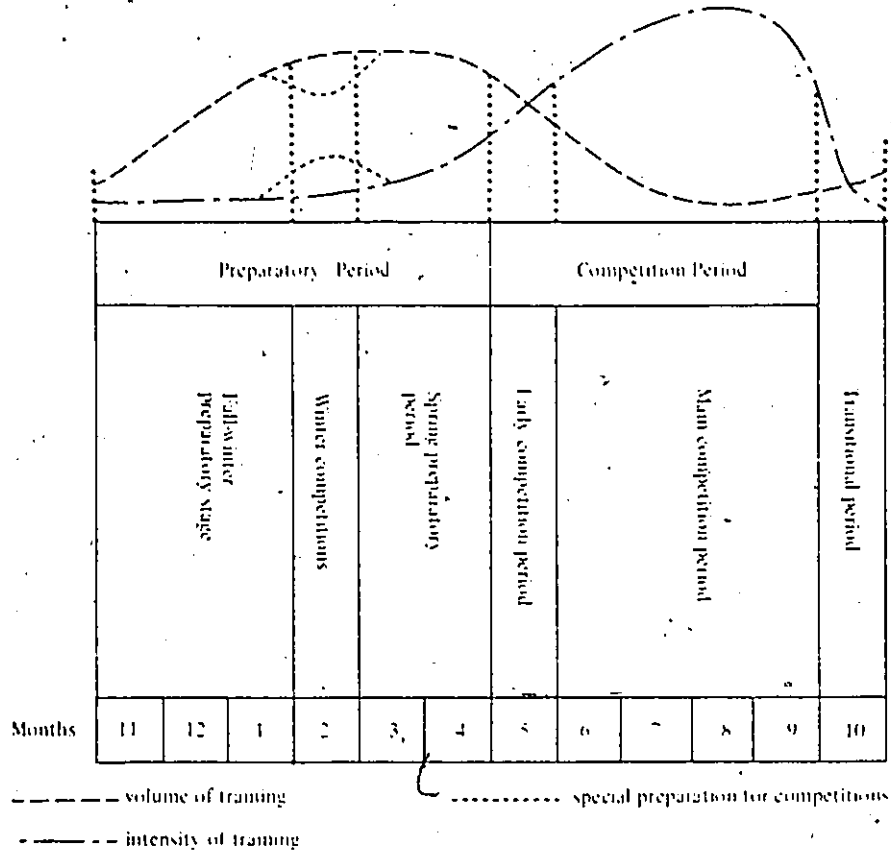 Preparatory Period
Competition Period
Fall-winter
preparatory stage
Winter competitions
Spring preparatory
period
Early competition period
Main competition period
Transitional period
Months 11 12 1 2 3 4 5 6 7 8 9 10
volume of training
special preparation for competitions
intensity of training